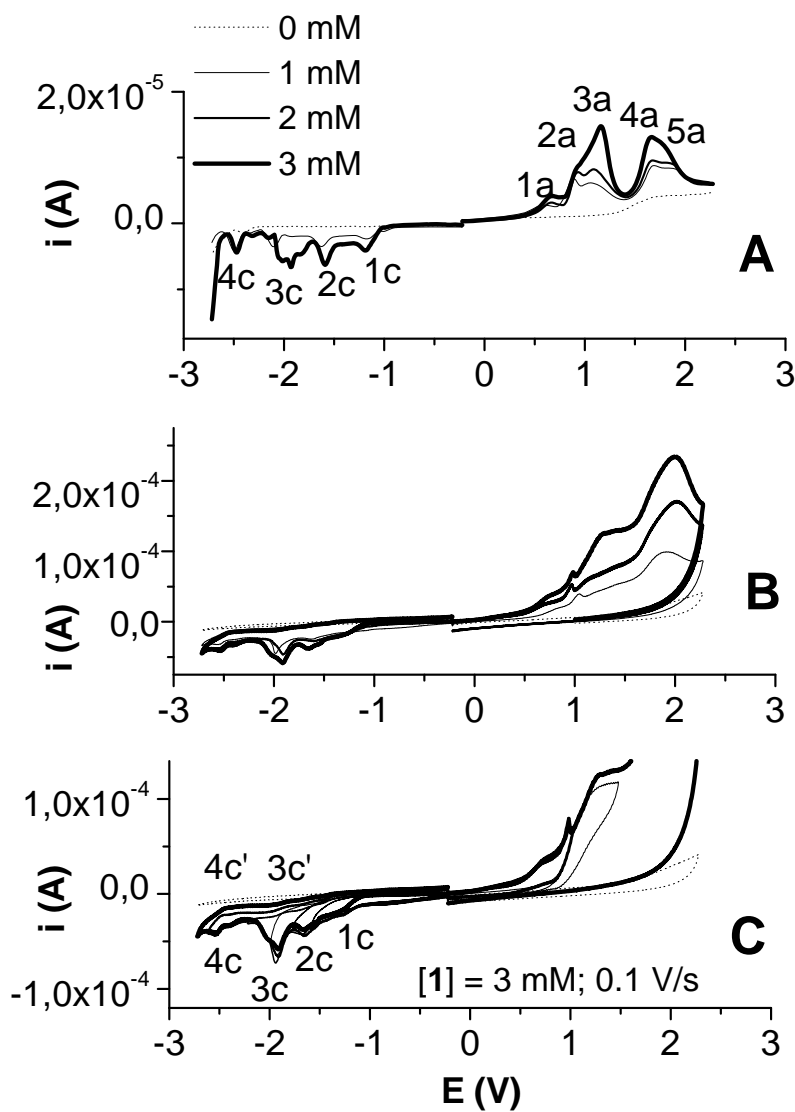 0 mM
1 mM
2 mM
3 mM
2,0x10⁻⁵
0,0
i (A)
1a
2a
3a
4a
5a
4c
3c
2c
1c
A
-3 -2 -1 0 1 2 3
2,0x10⁻⁴
1,0x10⁻⁴
0,0
i (A)
B
-3 -2 -1 0 1 2 3
1,0x10⁻⁴
0,0
-1,0x10⁻⁴
i (A)
4c' 3c'
4c
3c
2c
1c
C
[1] = 3 mM; 0.1 V/s
-3 -2 -1 0 1 2 3
E (V)